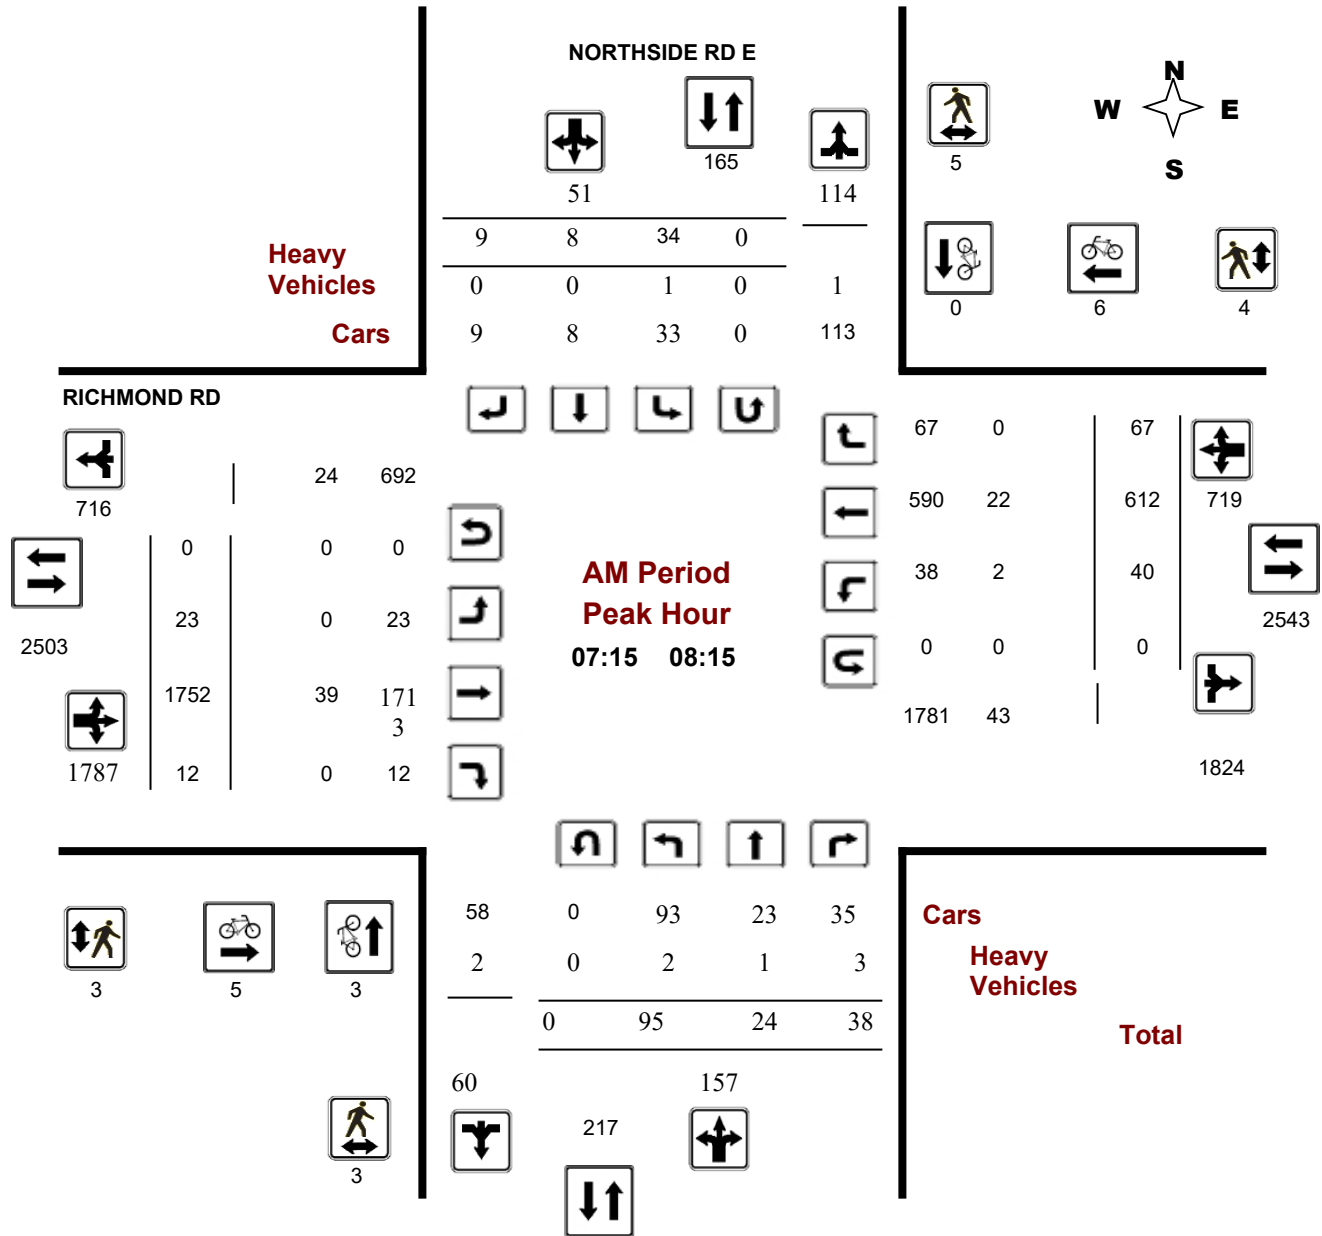 NORTHSIDE RD E
N
W E
S
165
5
51
114
9 8 34 0
Heavy
Vehicles
0 0 1 0 1
0 6 4
Cars
9 8 33 0 113
RICHMOND RD
67 0 67
24 692
716
590 22 612 719
0 0 0
AM Period
38 2 40
Peak Hour
23 0 23
2543
2503
07:15 08:15
0 0 0
1752 39 171
3
1781 43
1787 12 0 12
1824
58 0 93 23 35
Cars
2 0 2 1 3
Heavy
Vehicles
3 5 3
0 95 24 38
Total
60 157
217
3